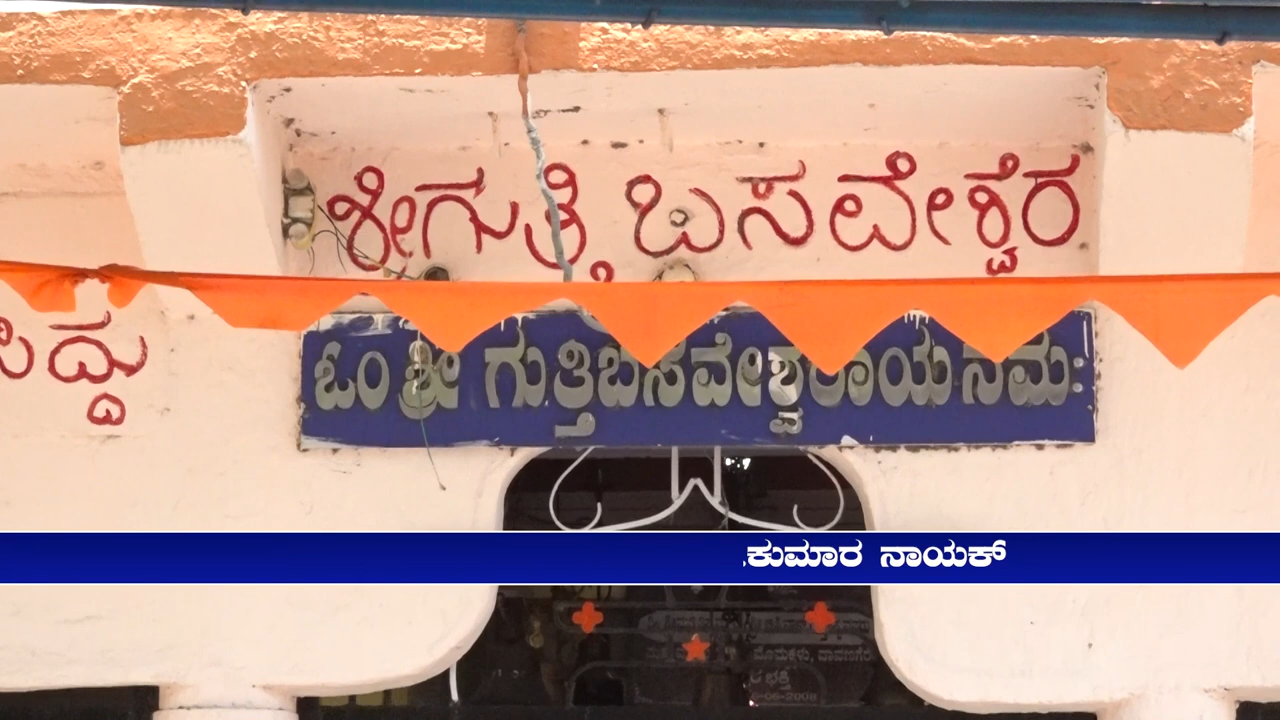 ಶ್ರೀಗುತ್ತಿ ಬಸವೇಶ್ವರ
ಸಿದ್ದು
ಓಂ ಶ್ರೀ ಗುತ್ತಿಬಸವೇಶ್ವರಾಯನಮಃ
.ಕುಮಾರ ನಾಯಕ್